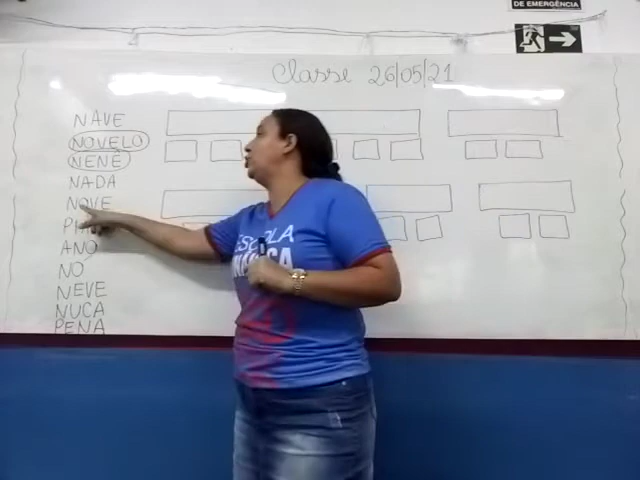 DE EMERGÊNCIA
Classe 26/05/21
NAVE
NOVELO
NENÊ
NADA
NOVE
ANO
NO
NEVE
NUCA
PENA
ESCOLA